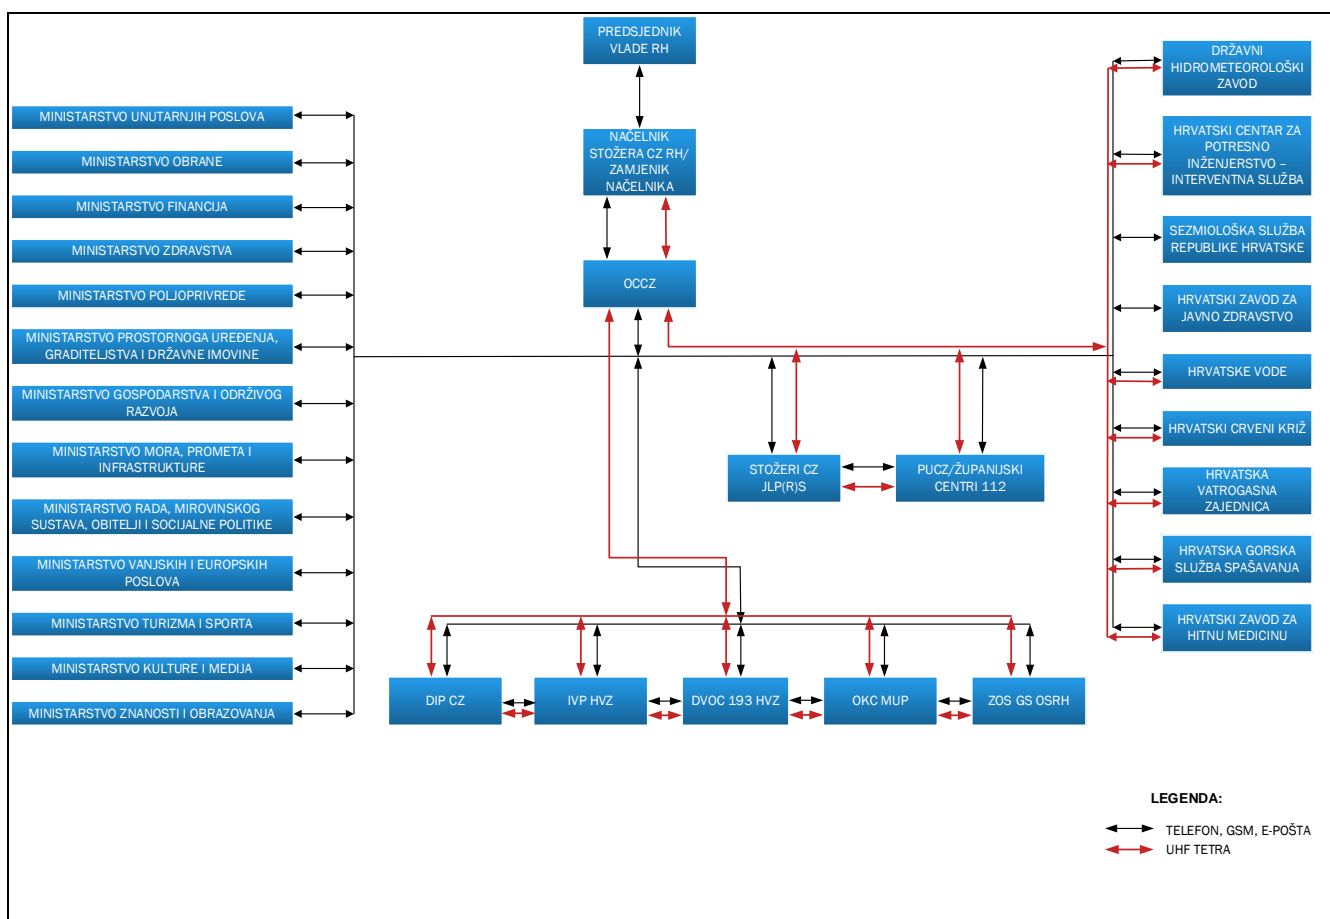 PREDSJEDNIK
VLADE RH
NAČELNIK
STOŽERA CZ RH/
ZAMJENIK
NAČELNIKA
OCCZ
MINISTARSTVO UNUTARNJIH POSLOVA
MINISTARSTVO OBRANE
MINISTARSTVO FINANCIJA
MINISTARSTVO ZDRAVSTVA
MINISTARSTVO POLJOPRIVREDE
MINISTARSTVO PROSTORNOGA UREĐENJA,
GRADITELJSTVA I DRŽAVNE IMOVINE
MINISTARSTVO GOSPODARSTVA I ODRŽIVOG
RAZVOJA
MINISTARSTVO MORA, PROMETA I
INFRASTRUKTURE
MINISTARSTVO RADA, MIROVINSKOG
SUSTAVA, OBITELJI I SOCIJALNE POLITIKE
MINISTARSTVO VANJSKIH I EUROPSKIH
POSLOVA
MINISTARSTVO TURIZMA I SPORTA
MINISTARSTVO KULTURE I MEDIJA
MINISTARSTVO ZNANOSTI I OBRAZOVANJA
DRŽAVNI
HIDROMETEOROLOŠKI
ZAVOD
HRVATSKI CENTAR ZA
POTRESNO
INŽENJERSTVO –
INTERVENTNA SLUŽBA
SEZMIOLOŠKA SLUŽBA
REPUBLIKE HRVATSKE
HRVATSKI ZAVOD ZA
JAVNO ZDRAVSTVO
HRVATSKE VODE
HRVATSKI CRVENI KRIŽ
HRVATSKA
VATROGASNA
ZAJEDNICA
HRVATSKA GORSKA
SLUŽBA SPAŠAVANJA
HRVATSKI ZAVOD ZA
HITNU MEDICINU
STOŽERI CZ
JLP(R)S
PUCZ/ŽUPANIJSKI
CENTRI 112
DIP CZ
IVP HVZ
DVOC 193 HVZ
OKC MUP
ZOS GS OSRH
LEGENDA:
TELEFON, GSM, E-POŠTA
UHF TETRA